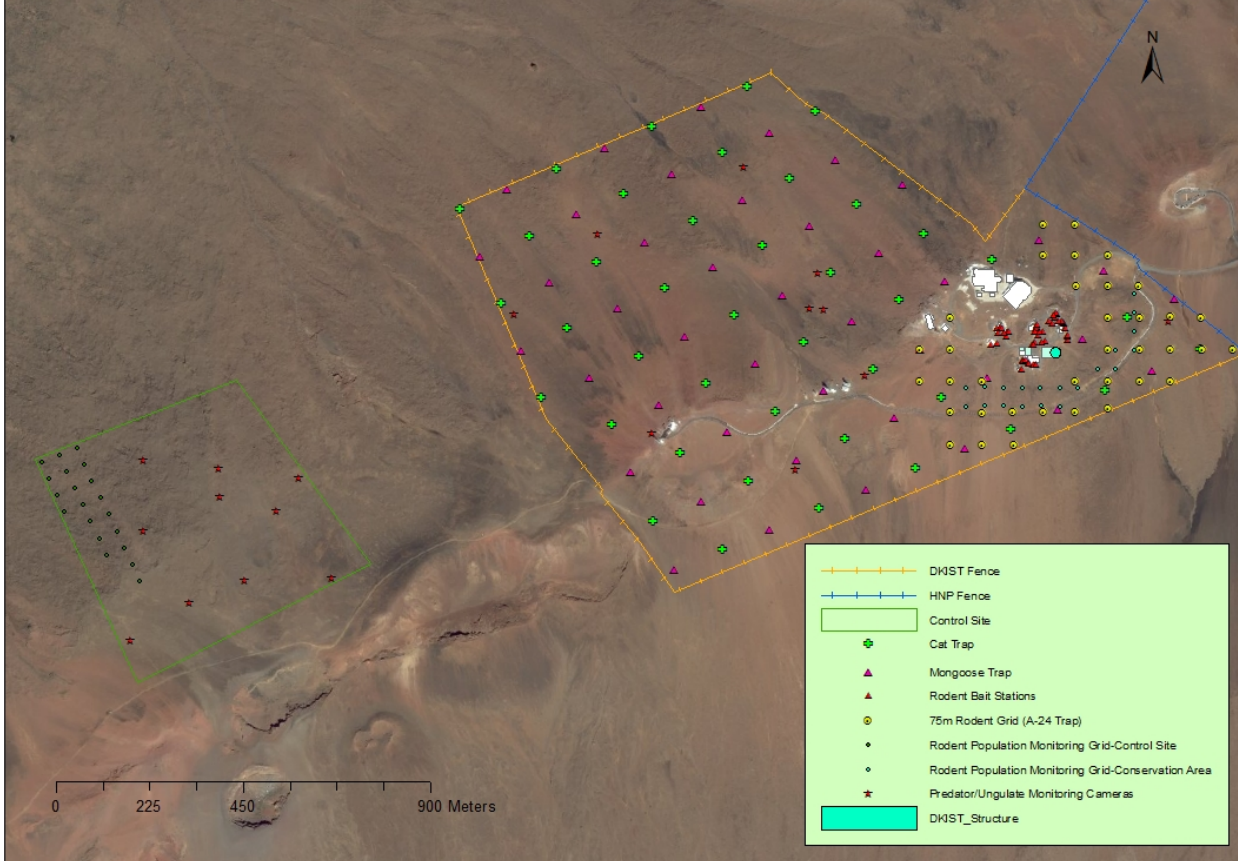 N
DKIST Fence
HNP Fence
Control Site
Cat Trap
Mongoose Trap
Rodent Bait Stations
75m Rodent Grid (A-24 Trap)
Rodent Population Monitoring Grid-Control Site
Rodent Population Monitoring Grid-Conservation Area
Predator/Ungulate Monitoring Cameras
DKIST_Structure
0 225 450 900 Meters